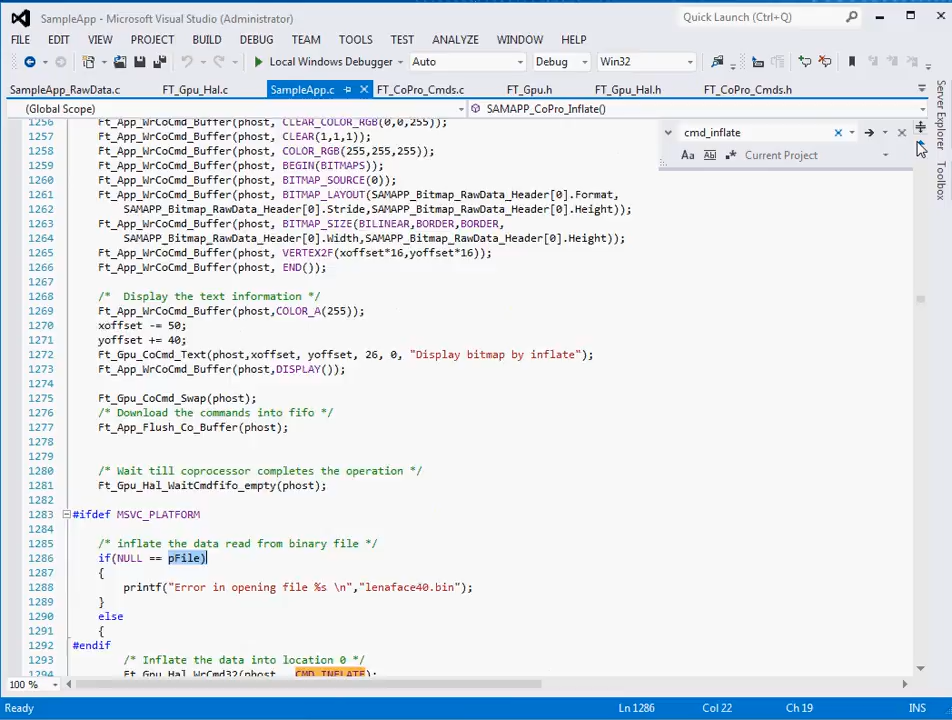 SampleApp - Microsoft Visual Studio (Administrator)
Quick Launch (Ctrl+Q)
FILE EDIT VIEW PROJECT BUILD DEBUG TEAM TOOLS TEST ANALYZE WINDOW HELP
Local Windows Debugger Auto Debug Win32
SampleApp_RawData.c FT_Gpu_Hal.c SampleApp.c FT_CoPro_Cmds.c FT_Gpu.h FT_Gpu_Hal.h FT_CoPro_Cmds.h
(Global Scope) SAMAPP_CoPro_Inflate()
cmd_inflate
Aa Abl Current Project
Server Explorer
Toolbox
1256 Ft_App_WrCoCmd_Buffer(phost, CLEAR_COLOR_RGB(0,0,255));
1257 Ft_App_WrCoCmd_Buffer(phost, CLEAR(1,1,1));
1258 Ft_App_WrCoCmd_Buffer(phost, COLOR_RGB(255,255,255));
1259 Ft_App_WrCoCmd_Buffer(phost, BEGIN(BITMAPS));
1260 Ft_App_WrCoCmd_Buffer(phost, BITMAP_SOURCE(0));
1261 Ft_App_WrCoCmd_Buffer(phost, BITMAP_LAYOUT(SAMAPP_Bitmap_RawData_Header[0].Format,
1262 SAMAPP_Bitmap_RawData_Header[0].Stride,SAMAPP_Bitmap_RawData_Header[0].Height));
1263 Ft_App_WrCoCmd_Buffer(phost, BITMAP_SIZE(BILINEAR,BORDER,BORDER,
1264 SAMAPP_Bitmap_RawData_Header[0].Width,SAMAPP_Bitmap_RawData_Header[0].Height));
1265 Ft_App_WrCoCmd_Buffer(phost, VERTEX2F(xoffset*16,yoffset*16));
1266 Ft_App_WrCoCmd_Buffer(phost, END());
1267
1268 /* Display the text information */
1269 Ft_App_WrCoCmd_Buffer(phost,COLOR_A(255));
1270 xoffset -= 50;
1271 yoffset += 40;
1272 Ft_Gpu_CoCmd_Text(phost,xoffset, yoffset, 26, 0, "Display bitmap by inflate");
1273 Ft_App_WrCoCmd_Buffer(phost,DISPLAY());
1274
1275 Ft_Gpu_CoCmd_Swap(phost);
1276 /* Download the commands into fifo */
1277 Ft_App_Flush_Co_Buffer(phost);
1278
1279
1280 /* Wait till coprocessor completes the operation */
1281 Ft_Gpu_Hal_WaitCmdfifo_empty(phost);
1282
1283 #ifdef MSVC_PLATFORM
1284
1285 /* inflate the data read from binary file */
1286 if(NULL == pFile)
1287 {
1288 printf("Error in opening file %s \n","lenaface40.bin");
1289 }
1290 else
1291 {
1292 #endif
1293 /* Inflate the data into location 0 */
1294 Ft_Gpu_Hal_WrCmd32(phost, CMD_INFLATE);
100 %
Ready Ln 1286 Col 22 Ch 19 INS